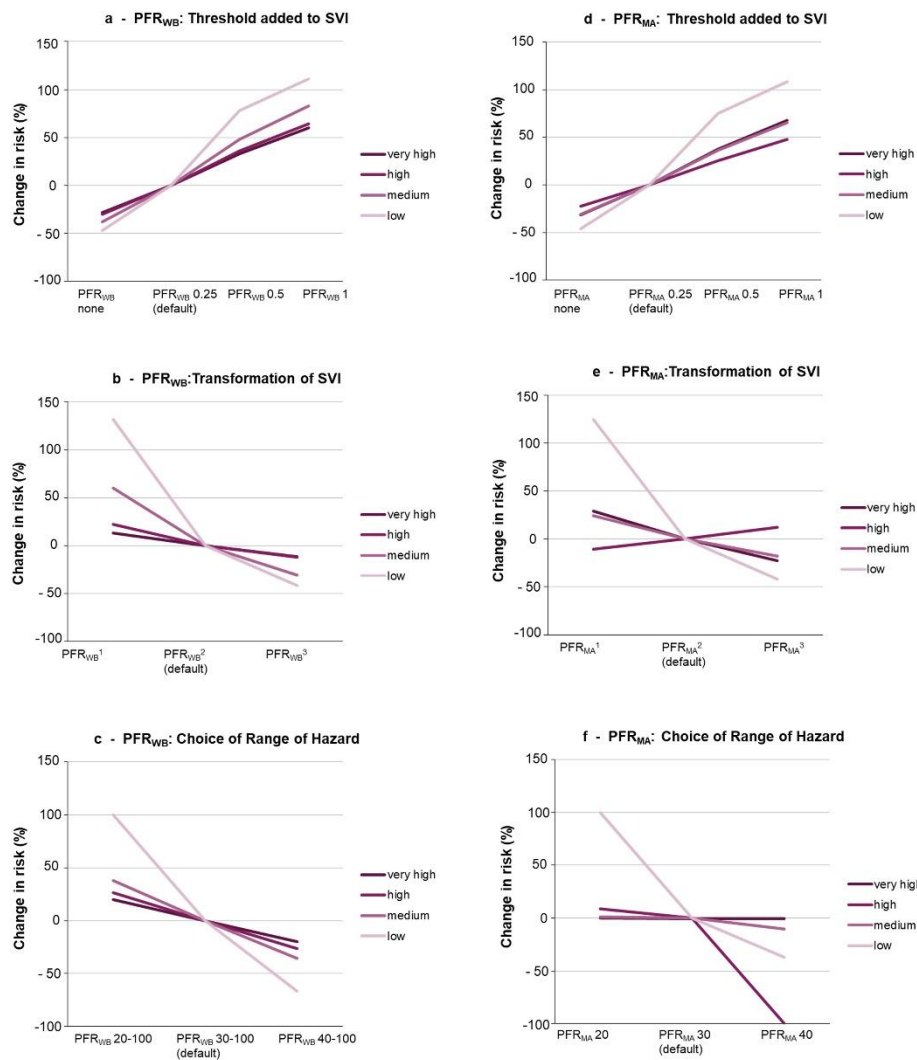 a - PFRWB: Threshold added to SVI
150
100
50
0
- 50
-100
Change in risk (%)
PFRWB none
PFRWB 0.25 (default)
PFRWB 0.5
PFRWB 1
very high
high
medium
low
d - PFRMA: Threshold added to SVI
150
100
50
0
- 50
-100
Change in risk (%)
PFRMA none
PFRMA 0.25 (default)
PFRMA 0.5
PFRMA 1
very high
high
medium
low
b - PFRWB:Transformation of SVI
150
100
50
0
- 50
-100
Change in risk (%)
PFRWB¹
PFRWB² (default)
PFRWB³
very high
high
medium
low
e - PFRMA:Transformation of SVI
150
100
50
0
- 50
-100
Change in risk (%)
PFRMA¹
PFRMA² (default)
PFRMA³
very high
high
medium
low
c - PFRWB: Choice of Range of Hazard
150
100
50
0
-50
-100
Change in risk (%)
PFRWB 20-100
PFRWB 30-100 (default)
PFRWB 40-100
very high
high
medium
low
f - PFRMA: Choice of Range of Hazard
150
100
50
0
-50
-100
Change in risk (%)
PFRMA 20
PFRMA 30 (default)
PFRMA 40
very high
high
medium
low